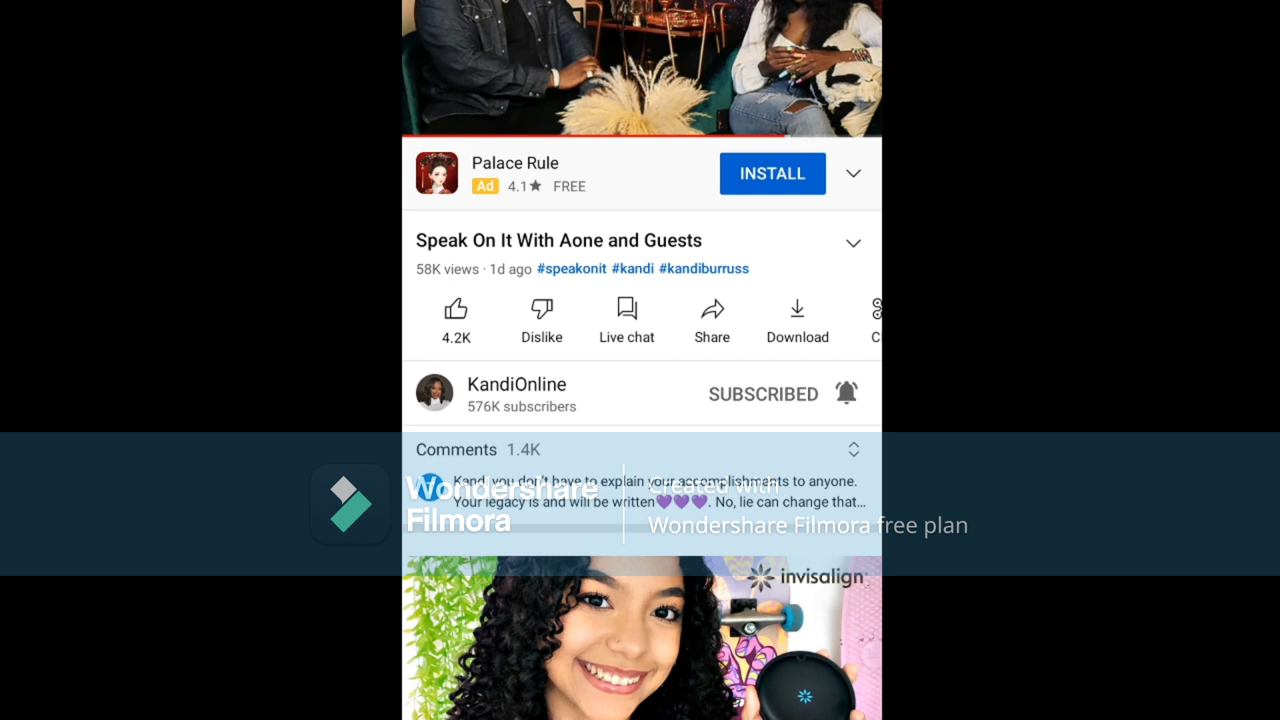 Palace Rule
Ad 4.1★ FREE
INSTALL
Speak On It With Aone and Guests
58K views · 1d ago #speakonit #kandi #kandiburruss
4.2K
Dislike
Live chat
Share
Download
C
KandiOnline
576K subscribers
SUBSCRIBED
Comments 1.4K
Kandi you don't have to explain your accomplishments to anyone.
Your legacy is and will be written💜💜💜. No, lie can change that...
Wondershare
Filmora
Created with
Wondershare Filmora free plan
invisalign